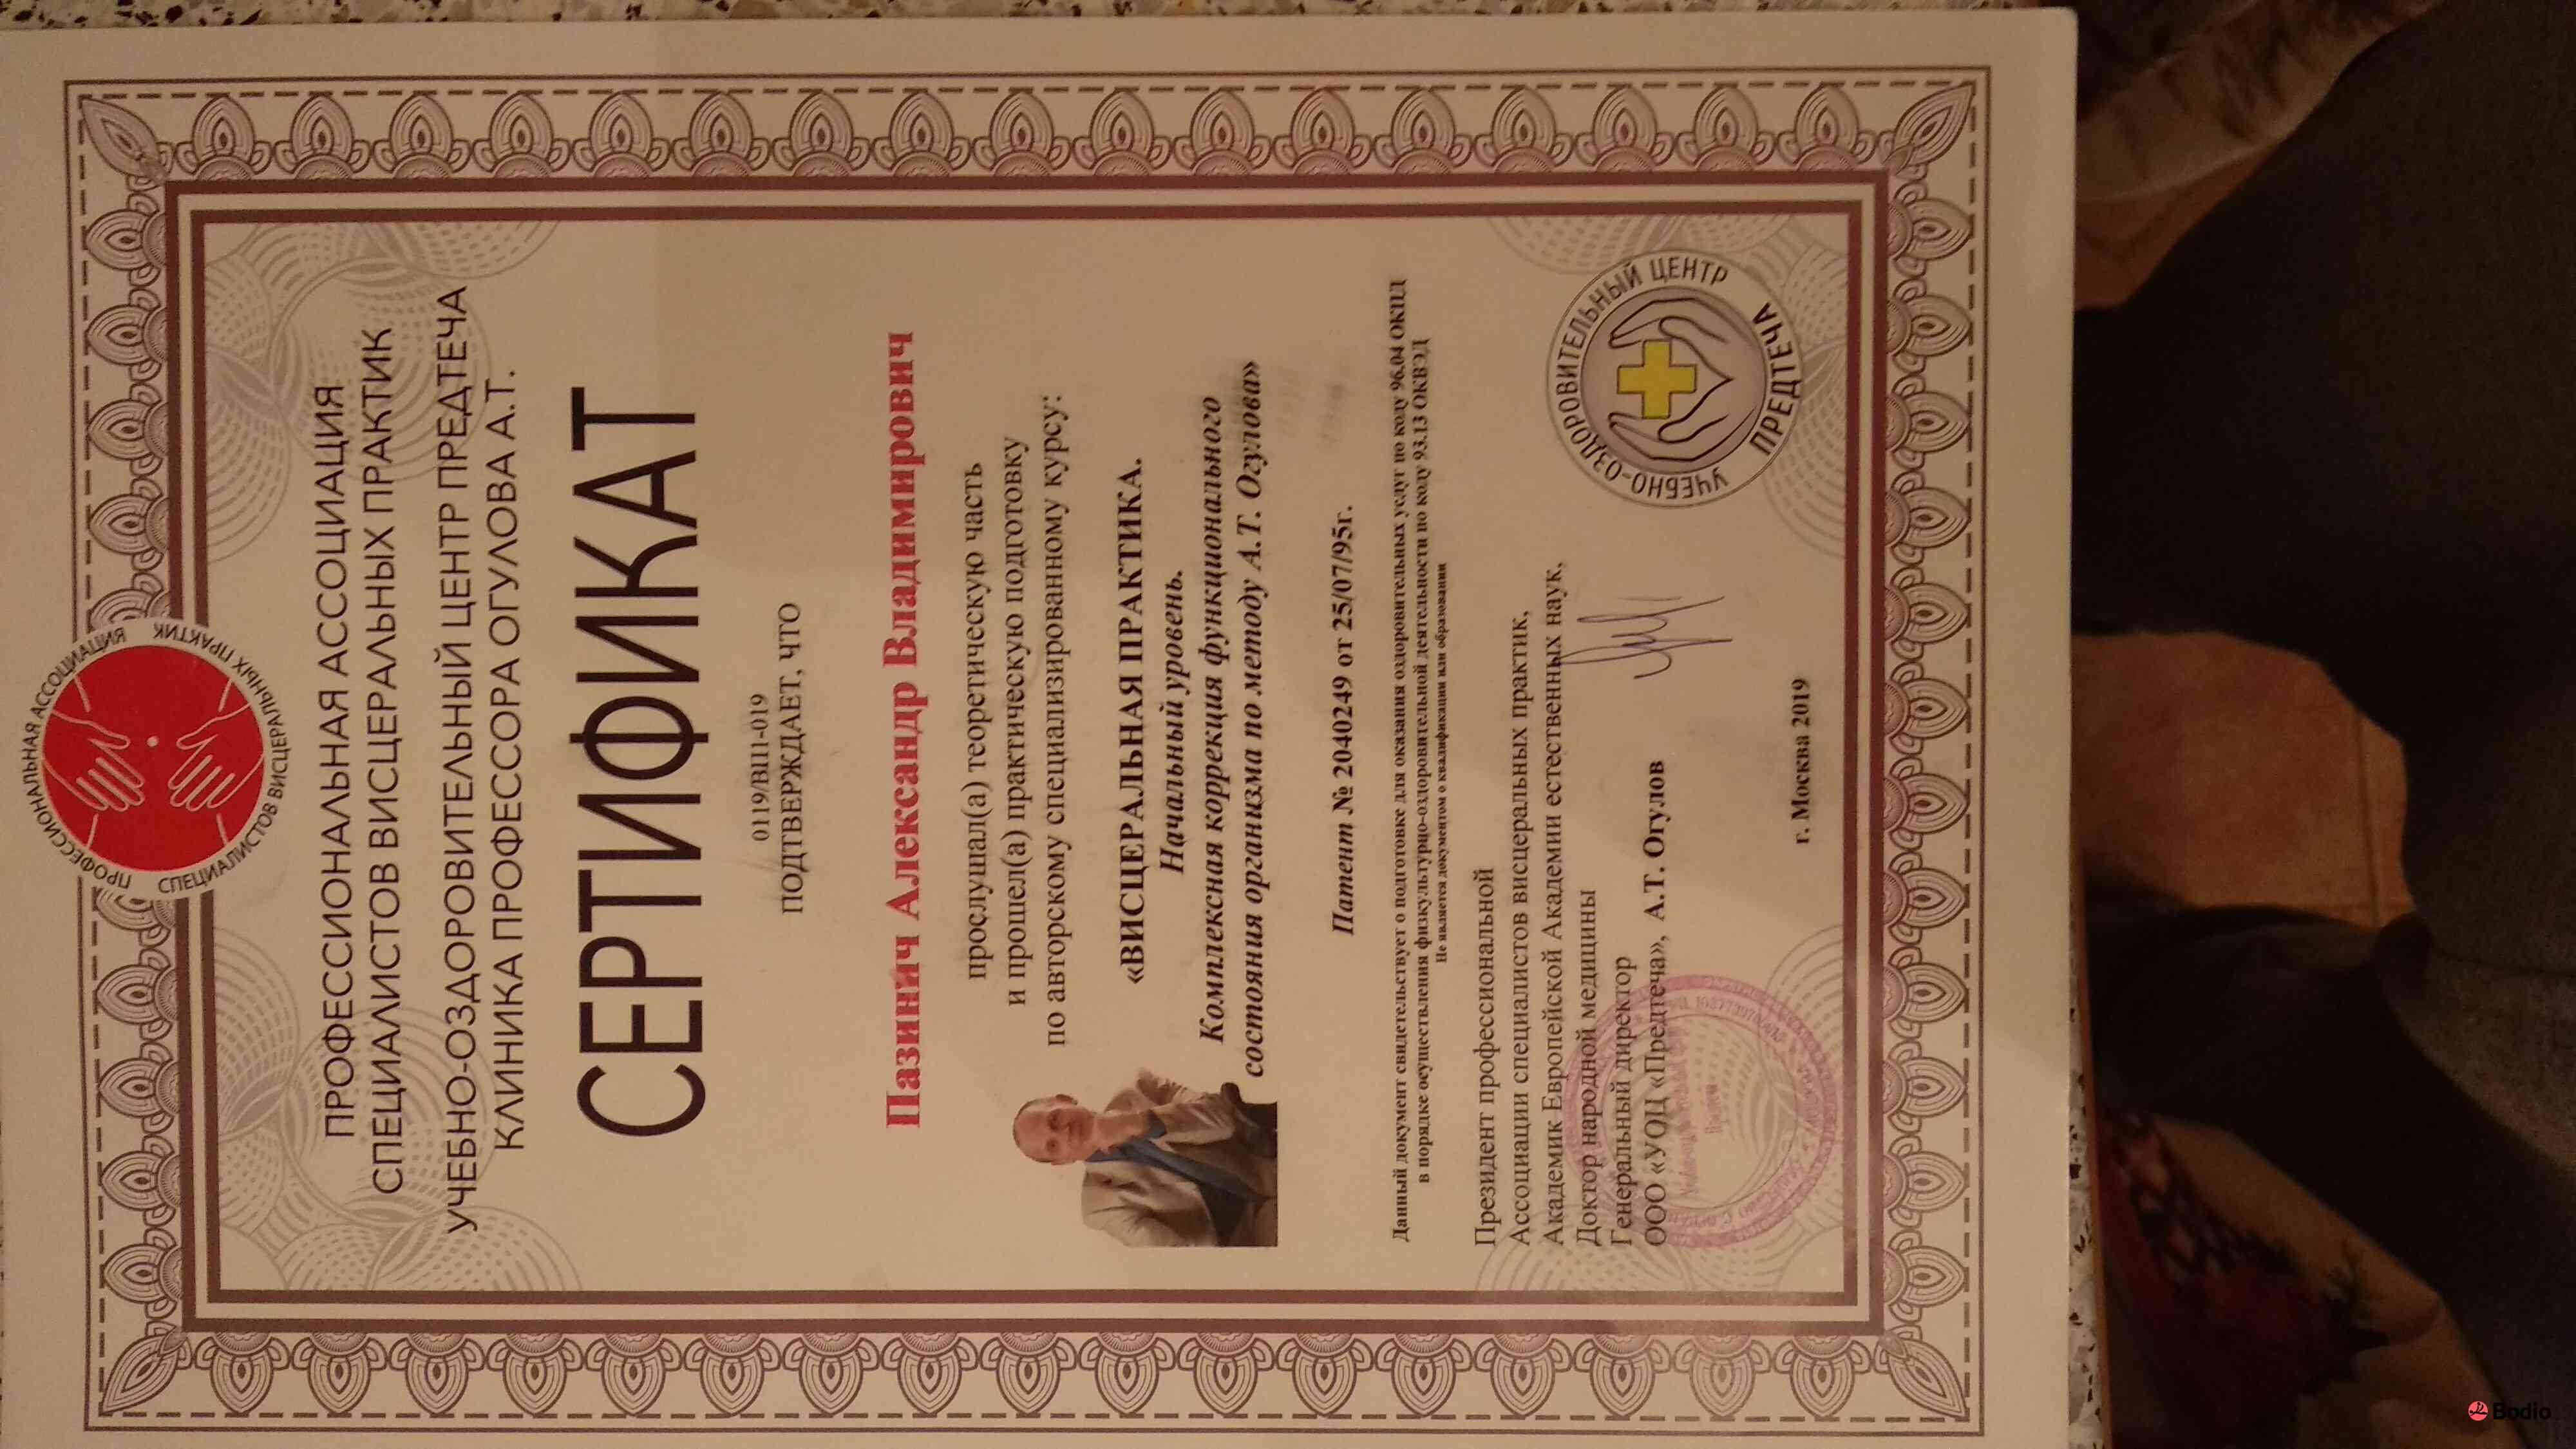 ПРОФЕССИОНАЛЬНАЯ АССОЦИАЦИЯ
СПЕЦИАЛИСТОВ ВИСЦЕРАЛЬНЫХ ПРАКТИК
ПРОФЕССИОНАЛЬНАЯ АССОЦИАЦИЯ
СПЕЦИАЛИСТОВ ВИСЦЕРАЛЬНЫХ ПРАКТИК
УЧЕБНО-ОЗДОРОВИТЕЛЬНЫЙ ЦЕНТР ПРЕДТЕЧА
КЛИНИКА ПРОФЕССОРА ОГУЛОВА А.Т.
СЕРТИФИКАТ
0119/ВП1-019
ПОДТВЕРЖДАЕТ, ЧТО
Пазинич Александр Владимирович
прослушал(а) теоретическую часть
и прошел(а) практическую подготовку
по авторскому специализированному курсу:
«ВИСЦЕРАЛЬНАЯ ПРАКТИКА.
Начальный уровень.
Комплексная коррекция функционального
состояния организма по методу А.Т. Огулова»
Патент № 2040249 от 25/07/95г.
Данный документ свидетельствует о подготовке для оказания оздоровительных услуг по коду 96.04 ОКПД
в порядке осуществления физкультурно-оздоровительной деятельности по коду 93.13 ОКВЭД
Не является документом о квалификации или образовании
Президент профессиональной
Ассоциации специалистов висцеральных практик,
Академик Европейской Академии естественных наук,
Доктор народной медицины
Генеральный директор
ООО «УОЦ «Предтеча», А.Т. Огулов
УЧЕБНО-ОЗДОРОВИТЕЛЬНЫЙ ЦЕНТР
ПРЕДТЕЧА
г. Москва 2019
Bodio